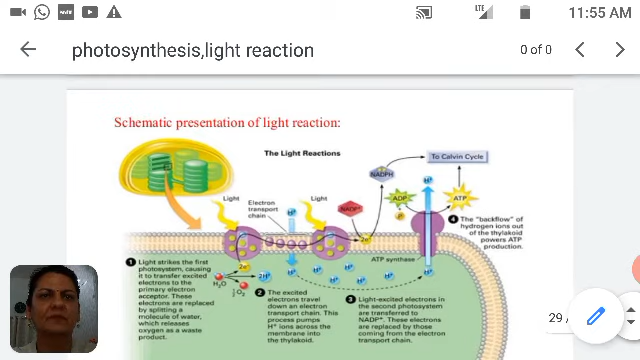 LTE
11:55 AM
photosynthesis,light reaction
0 of 0
Schematic presentation of light reaction:
The Light Reactions
To Calvin Cycle
NADPH
Light
Electron
transport
chain
H⁺
Light
NADP⁺
H⁺
ADP
ATP
P
2e⁻
2e⁻
H₂O
2H⁺
½O₂
H⁺
H⁺
H⁺
H⁺
H⁺
H⁺
H⁺
ATP synthase
1 Light strikes the first
photosystem, causing
it to transfer excited
electrons to the
primary electron
acceptor. These
electrons are replaced
by splitting a
molecule of water,
which releases
oxygen as a waste
product.
2 The excited
electrons travel
down an electron
transport chain. This
process pumps
H⁺ ions across the
membrane into
the thylakoid.
3 Light-excited electrons in
the second photosystem
are transferred to
NADP⁺. These electrons
are replaced by those
coming from the electron
transport chain.
4 The "backflow" of
hydrogen ions out
of the thylakoid
powers ATP
production.
29 /